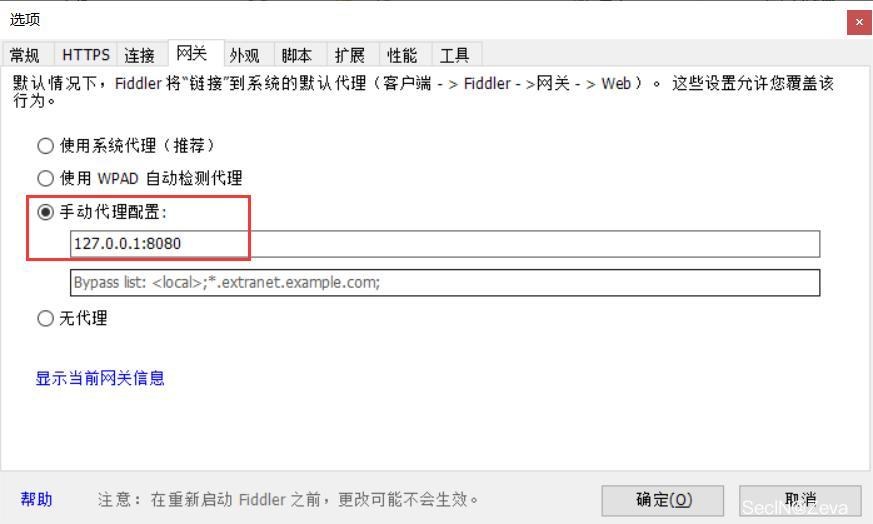 选项
常规 HTTPS 连接 网关 外观 脚本 扩展 性能 工具
默认情况下，Fiddler 将“链接”到系统的默认代理（客户端 - > Fiddler - >网关 - > Web）。 这些设置允许您覆盖该
行为。
使用系统代理（推荐）
使用 WPAD 自动检测代理
手动代理配置:
127.0.0.1:8080
Bypass list: <local>;*.extranet.example.com;
无代理
显示当前网关信息
帮助 注意：在重新启动 Fiddler 之前，更改可能不会生效。 确定(O) 取消
SecIN@Zeva